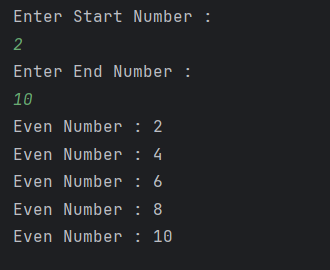 Enter Start Number :
2
Enter End Number :
10
Even Number : 2
Even Number : 4
Even Number : 6
Even Number : 8
Even Number : 10